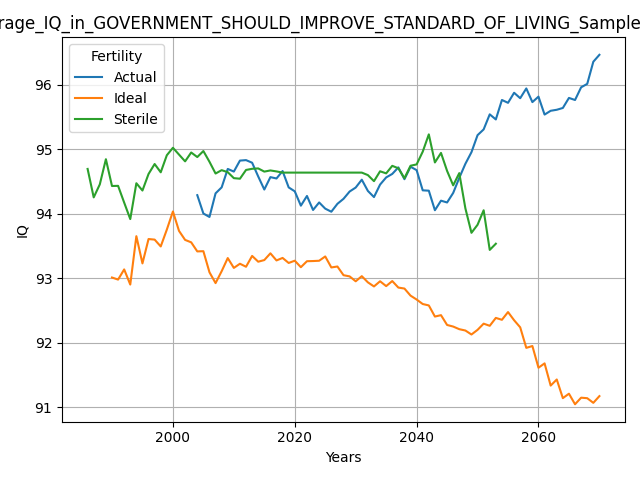 rage_IQ_in_GOVERNMENT_SHOULD_IMPROVE_STANDARD_OF_LIVING_Sample
Fertility
Actual
Ideal
Sterile
96
95
94
93
92
91
IQ
2000 2020 2040 2060
Years